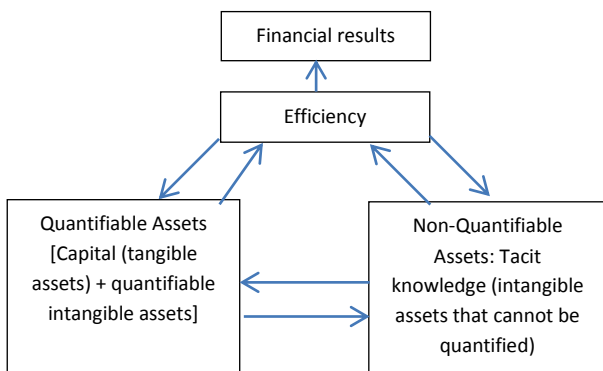 Financial results
Efficiency
Quantifiable Assets
[Capital (tangible
assets) + quantifiable
intangible assets]
Non-Quantifiable
Assets: Tacit
knowledge (intangible
assets that cannot be
quantified)